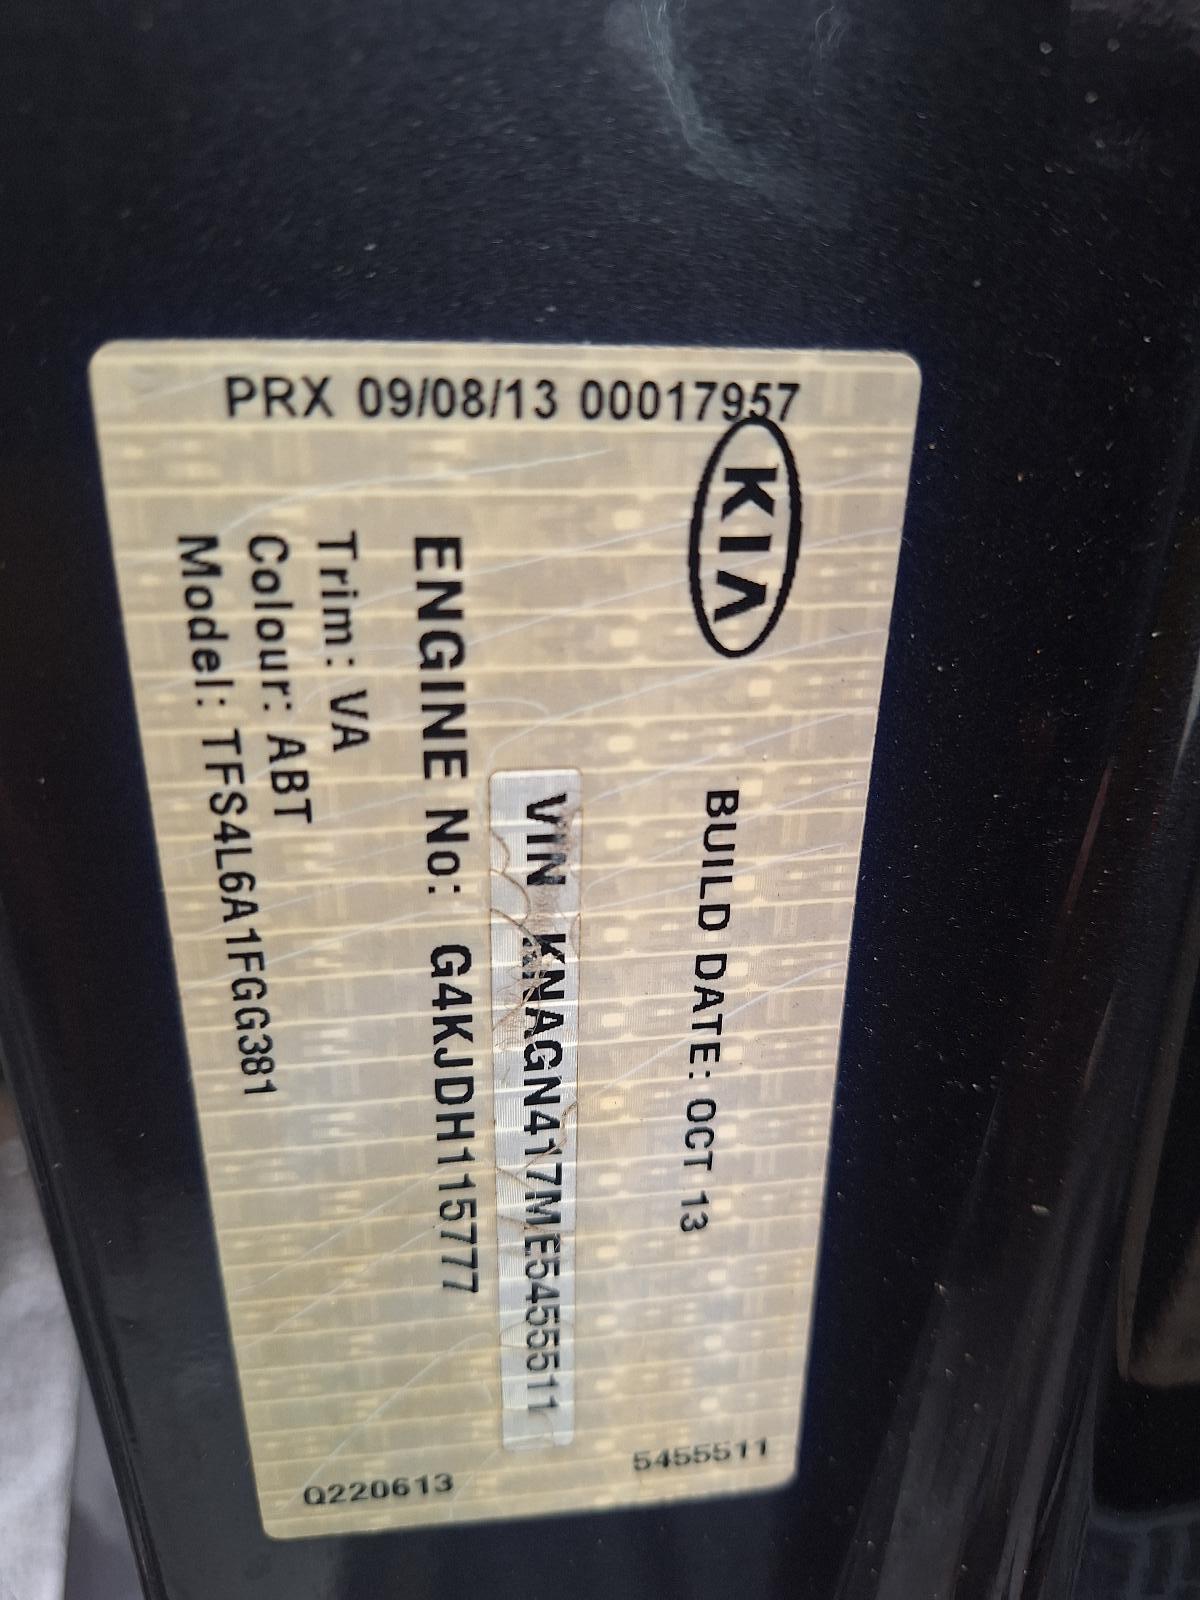 PRX 09/08/13 00017957
KIA
BUILD DATE: OCT 13
5455511
VIN KNAGN417ME5455511
ENGINE No: G4KJDH115777
Trim: VA
Colour: ABT
Model: TFS4L6A1FGG381
Q220613